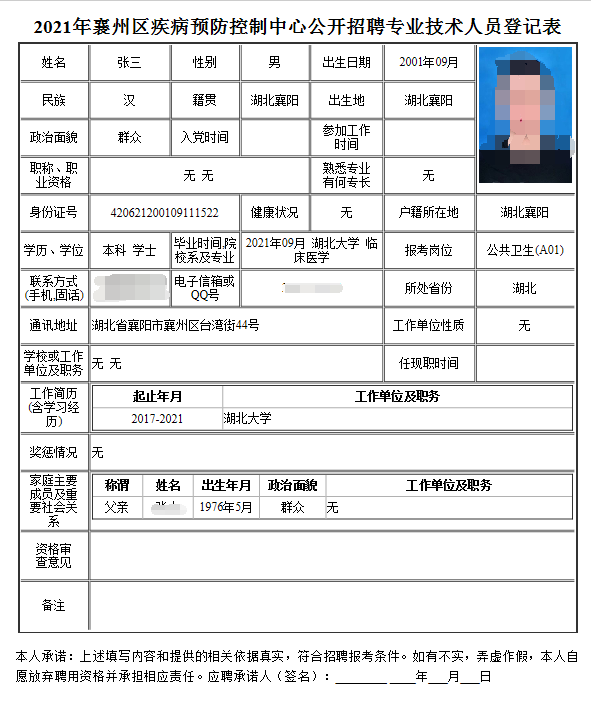 2021年襄州区疾病预防控制中心公开招聘专业技术人员登记表
姓名 张三 性别 男 出生日期 2001年09月
民族 汉 籍贯 湖北襄阳 出生地 湖北襄阳
政治面貌 群众 入党时间 参加工作
时间
职称、职
业资格 无 无 熟悉专业
有何专长 无
身份证号 420621200109111522 健康状况 无 户籍所在地 湖北襄阳
学历、学位 本科 学士 毕业时间,院
校系及专业 2021年09月 湖北大学 临
床医学 报考岗位 公共卫生(A01)
联系方式
(手机,固话) 电子信箱或
QQ号 所处省份 湖北
通讯地址 湖北省襄阳市襄州区台湾街44号 工作单位性质 无
学校或工作
单位及职务 无 无 任现职时间
工作简历
(含学习经
历) 起止年月 工作单位及职务
2017-2021 湖北大学
奖惩情况 无
家庭主要
成员及重
要社会关
系 称谓 姓名 出生年月 政治面貌 工作单位及职务
父亲 1976年5月 群众 无
资格审
查意见
备注
本人承诺：上述填写内容和提供的相关依据真实，符合招聘报考条件。如有不实，弄虚作假，本人自
愿放弃聘用资格并承担相应责任。应聘承诺人（签名）：________ ____年___月___日